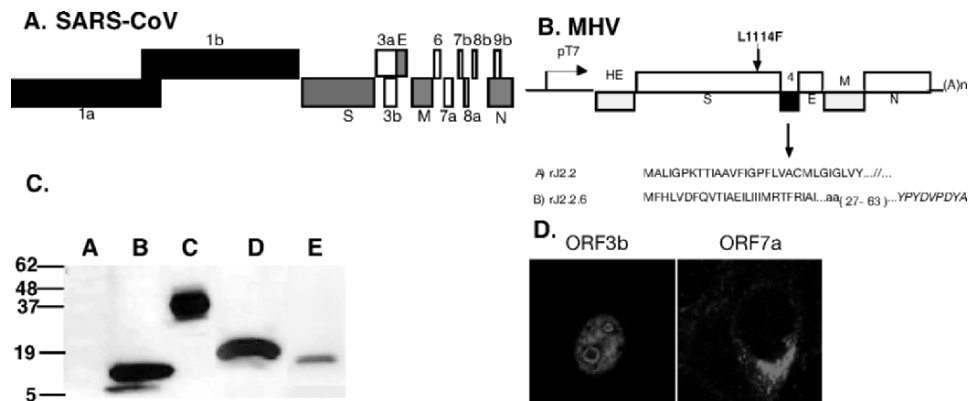 A. SARS-CoV
1b
3a E 6 7b 8b 9b
1a
S 3b M 7a 8a N
B. MHV
L1114F
pT7
HE 4 M
S E N (A)n
A) rJ2.2 MALIGPKTTIAAVFIGPFLVACMLGIGLVY...//...
B) rJ2.2.6 MFHLVDFQVTIAEILIIIMRTFRIAI...aa(27-63)...YPYDVPDYA
C.
A B C D E
62
48
37
19
5
D.
ORF3b ORF7a